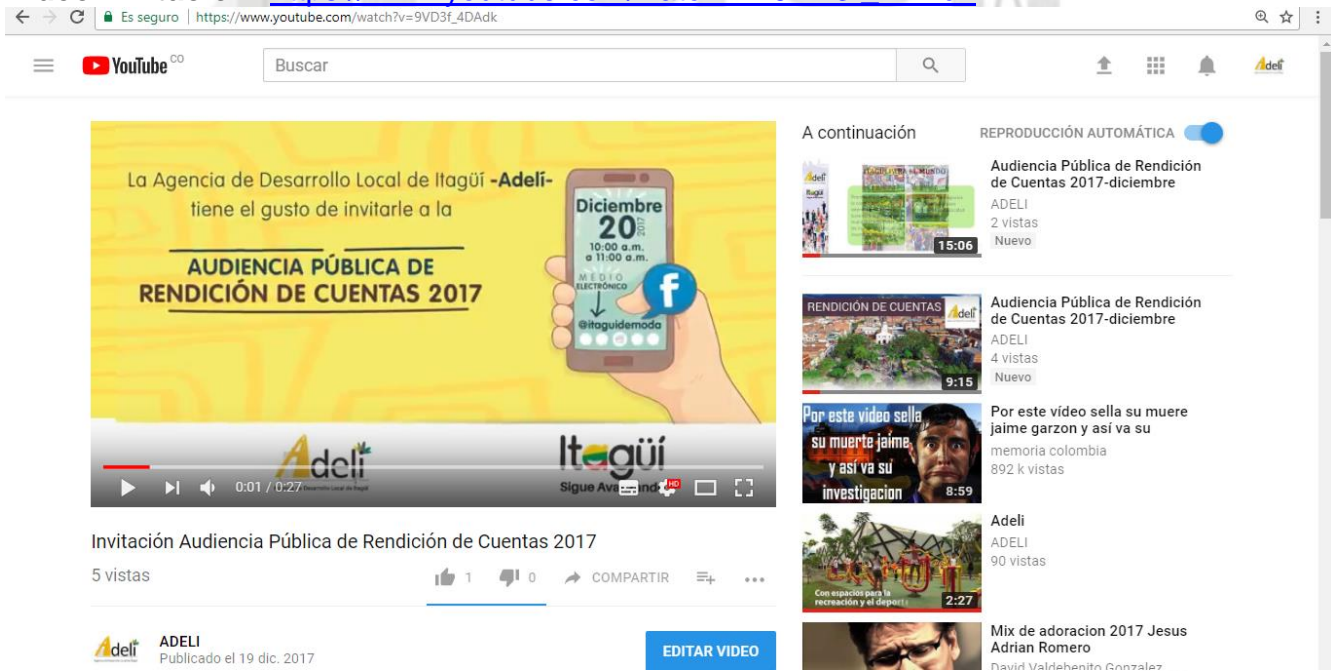 Es seguro | https://www.youtube.com/watch?v=9VD3f_4DAdk
YouTube CO
Buscar
Adelí
La Agencia de Desarrollo Local de Itagüí -Adelí-
tiene el gusto de invitarle a la
AUDIENCIA PÚBLICA DE
RENDICIÓN DE CUENTAS 2017
Diciembre
20
2017
10:00 a.m.
a 11:00 a.m.
MEDIO
ELECTRÓNICO
@itaguidemoda
Adelí
Itagüí
Sigue
0:01 / 0:27
HD
Invitación Audiencia Pública de Rendición de Cuentas 2017
5 vistas
1 0 COMPARTIR
Adelí
ADELI
Publicado el 19 dic. 2017
EDITAR VIDEO
A continuación
REPRODUCCIÓN AUTOMÁTICA
Adelí
Itagüí
15:06
Audiencia Pública de Rendición
de Cuentas 2017-diciembre
ADELI
2 vistas
Nuevo
RENDICIÓN DE CUENTAS
Adelí
9:15
Audiencia Pública de Rendición
de Cuentas 2017-diciembre
ADELI
4 vistas
Nuevo
Por este video sella
su muerte jaime
y así va su
investigacion
8:59
Por este vídeo sella su muere
jaime garzon y así va su
memoria colombia
892 k vistas
Con espacios para la
recreación y el deporte
2:27
Adeli
ADELI
90 vistas
Mix de adoracion 2017 Jesus
Adrian Romero
David Valdebenito Gonzalez